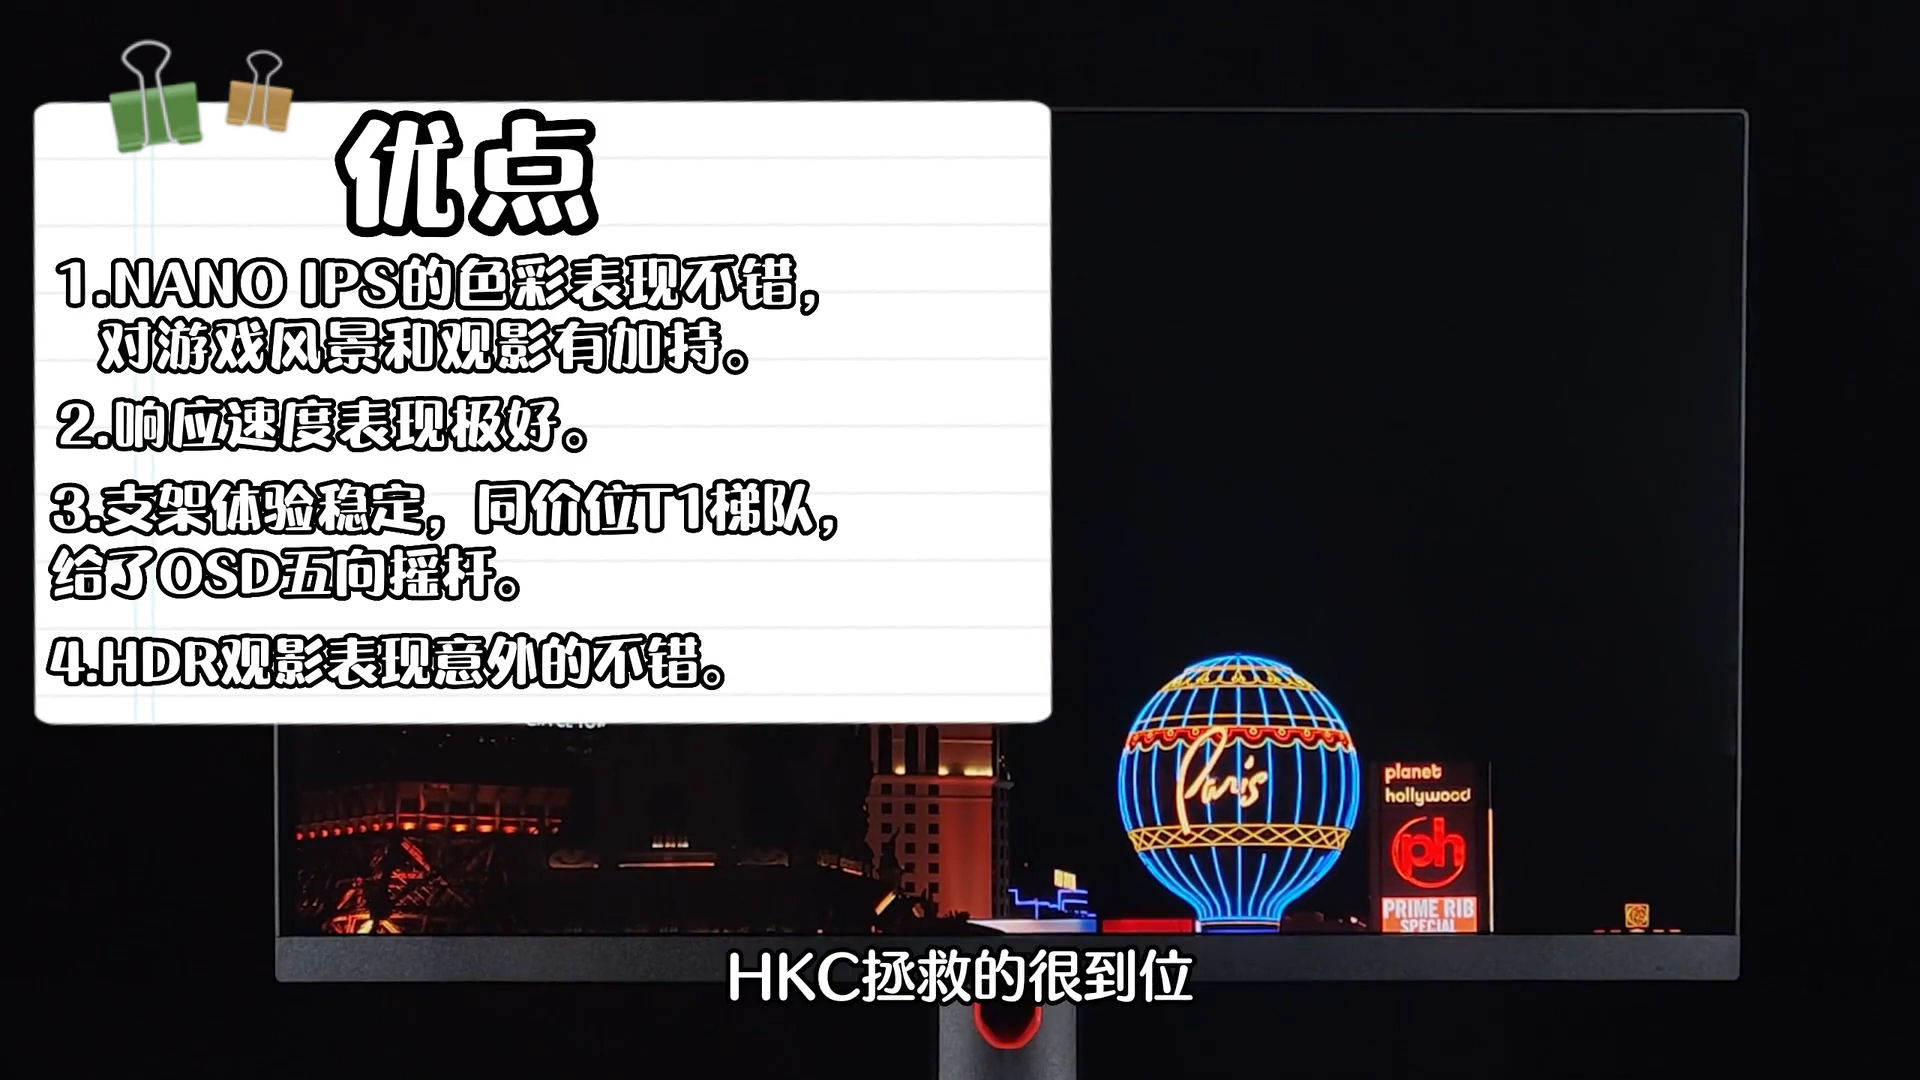 优点
1.NANO IPS的色彩表现不错，
对游戏风景和观影有加持。
2.响应速度表现极好。
3.支架体验稳定，同价位T1梯队，
给了OSD五向摇杆。
4.HDR观影表现意外的不错。
Paris
planet
hollywood
ph
PRIME RIB
SPECIAL
HKC拯救的很到位